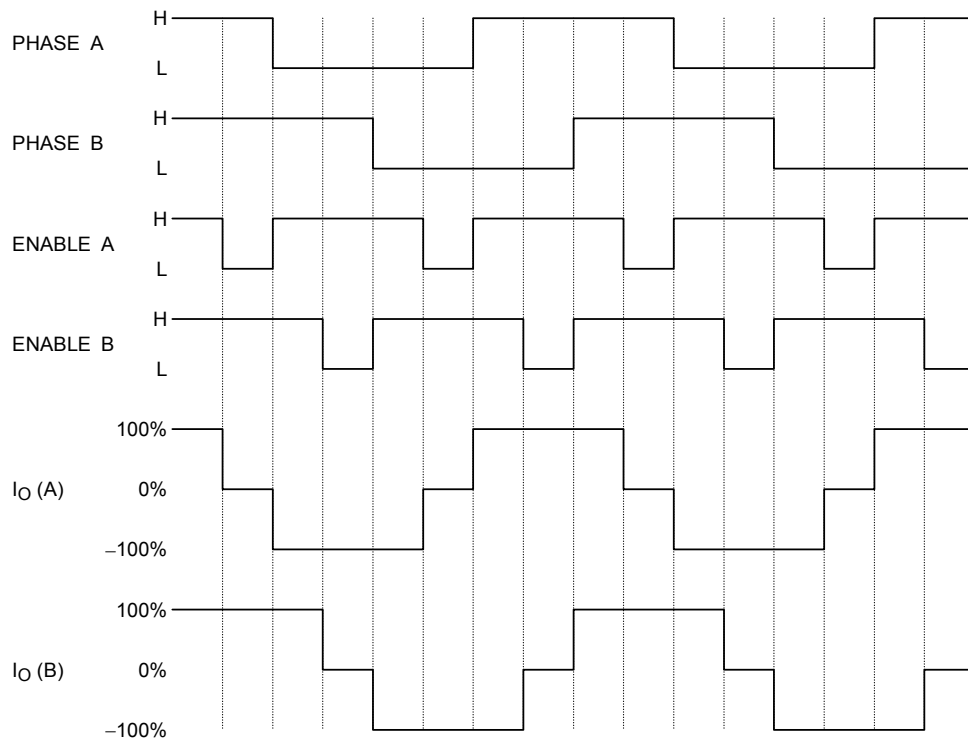 H
PHASE A
L
H
PHASE B
L
H
ENABLE A
L
H
ENABLE B
L
100%
IO (A) 0%
−100%
100%
IO (B) 0%
−100%